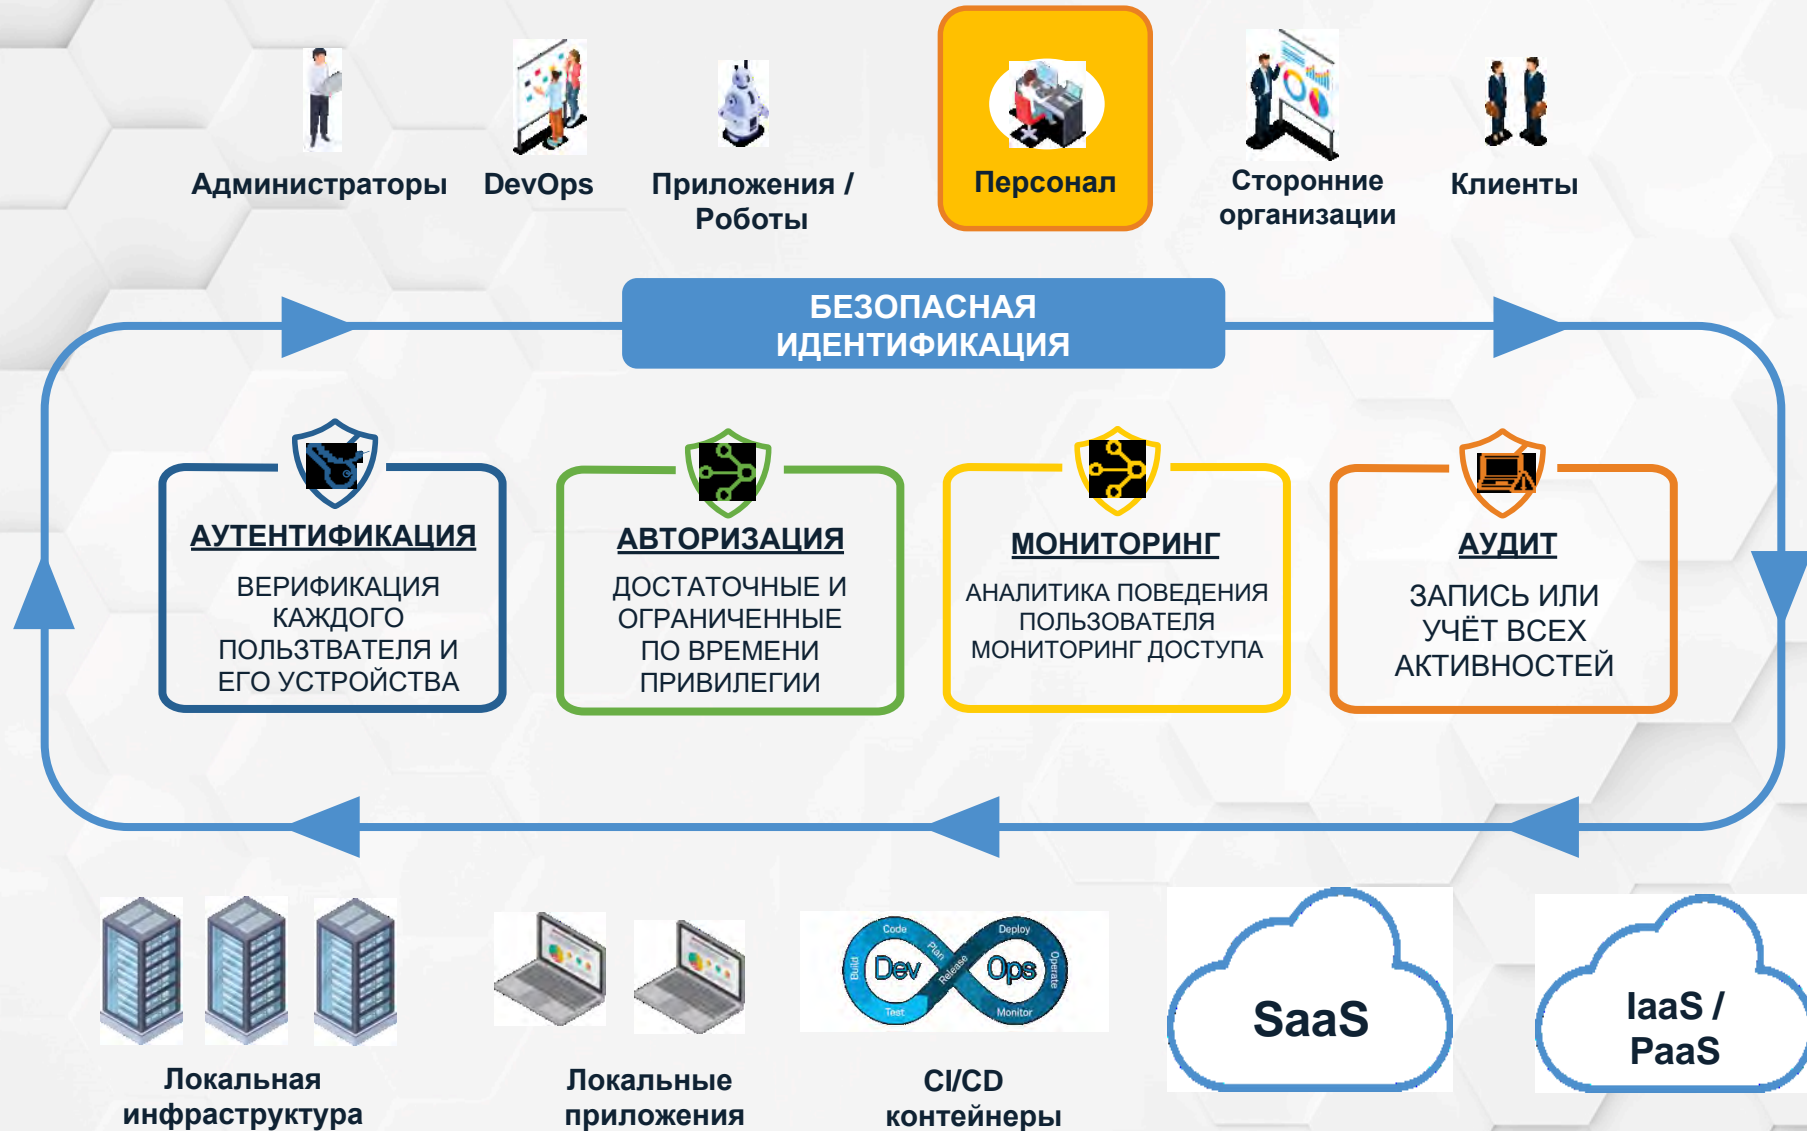 Администраторы
DevOps
Приложения /
Роботы
Персонал
Сторонние
организации
Клиенты
БЕЗОПАСНАЯ
ИДЕНТИФИКАЦИЯ
АУТЕНТИФИКАЦИЯ
ВЕРИФИКАЦИЯ
КАЖДОГО
ПОЛЬЗТВАТЕЛЯ И
ЕГО УСТРОЙСТВА
АВТОРИЗАЦИЯ
ДОСТАТОЧНЫЕ И
ОГРАНИЧЕННЫЕ
ПО ВРЕМЕНИ
ПРИВИЛЕГИИ
МОНИТОРИНГ
АНАЛИТИКА ПОВЕДЕНИЯ
ПОЛЬЗОВАТЕЛЯ
МОНИТОРИНГ ДОСТУПА
АУДИТ
ЗАПИСЬ ИЛИ
УЧЁТ ВСЕХ
АКТИВНОСТЕЙ
Локальная
инфраструктура
Локальные
приложения
Code
Plan
Build
Dev
Test
Release
Deploy
Ops
Operate
Monitor
CI/CD
контейнеры
SaaS
IaaS /
PaaS